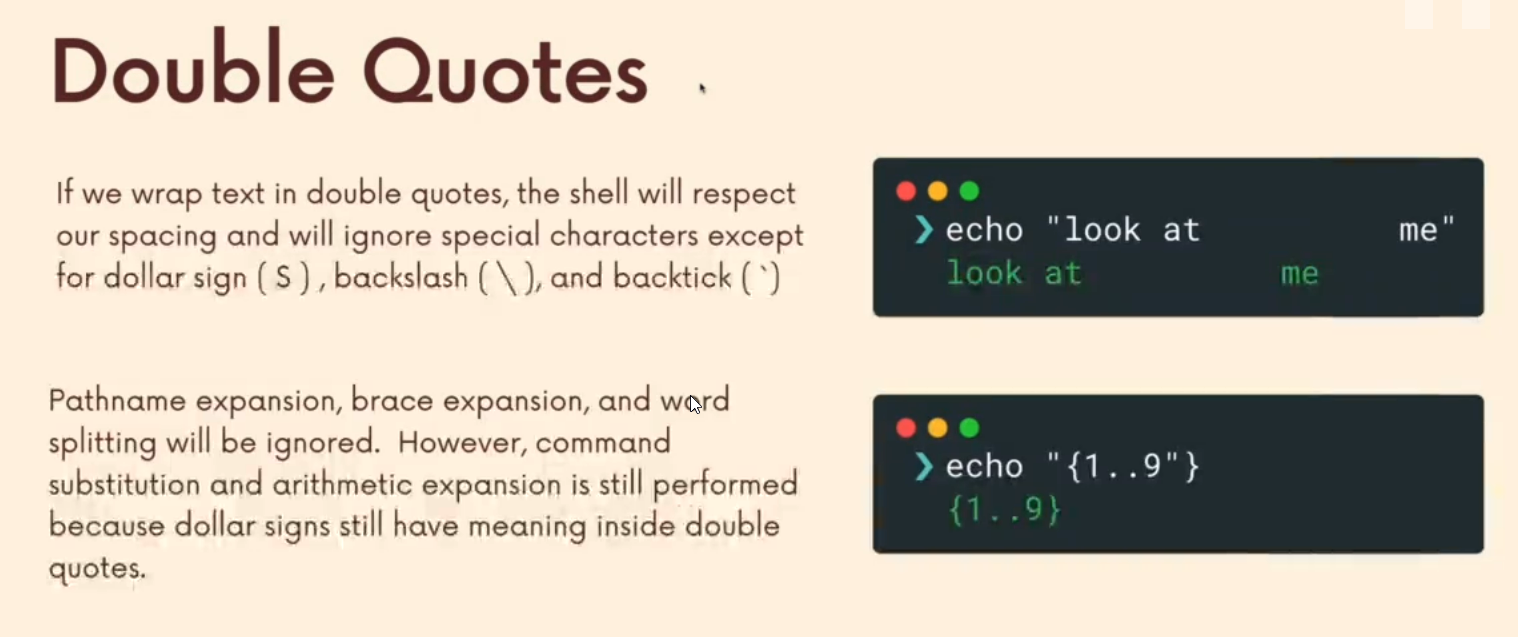 Double Quotes
If we wrap text in double quotes, the shell will respect
our spacing and will ignore special characters except
for dollar sign ( $ ) , backslash ( \ ), and backtick ( ` )
❯ echo "look at           me"
look at           me
Pathname expansion, brace expansion, and word
splitting will be ignored.  However, command
substitution and arithmetic expansion is still performed
because dollar signs still have meaning inside double
quotes.
❯ echo "{1..9"}
{1..9}